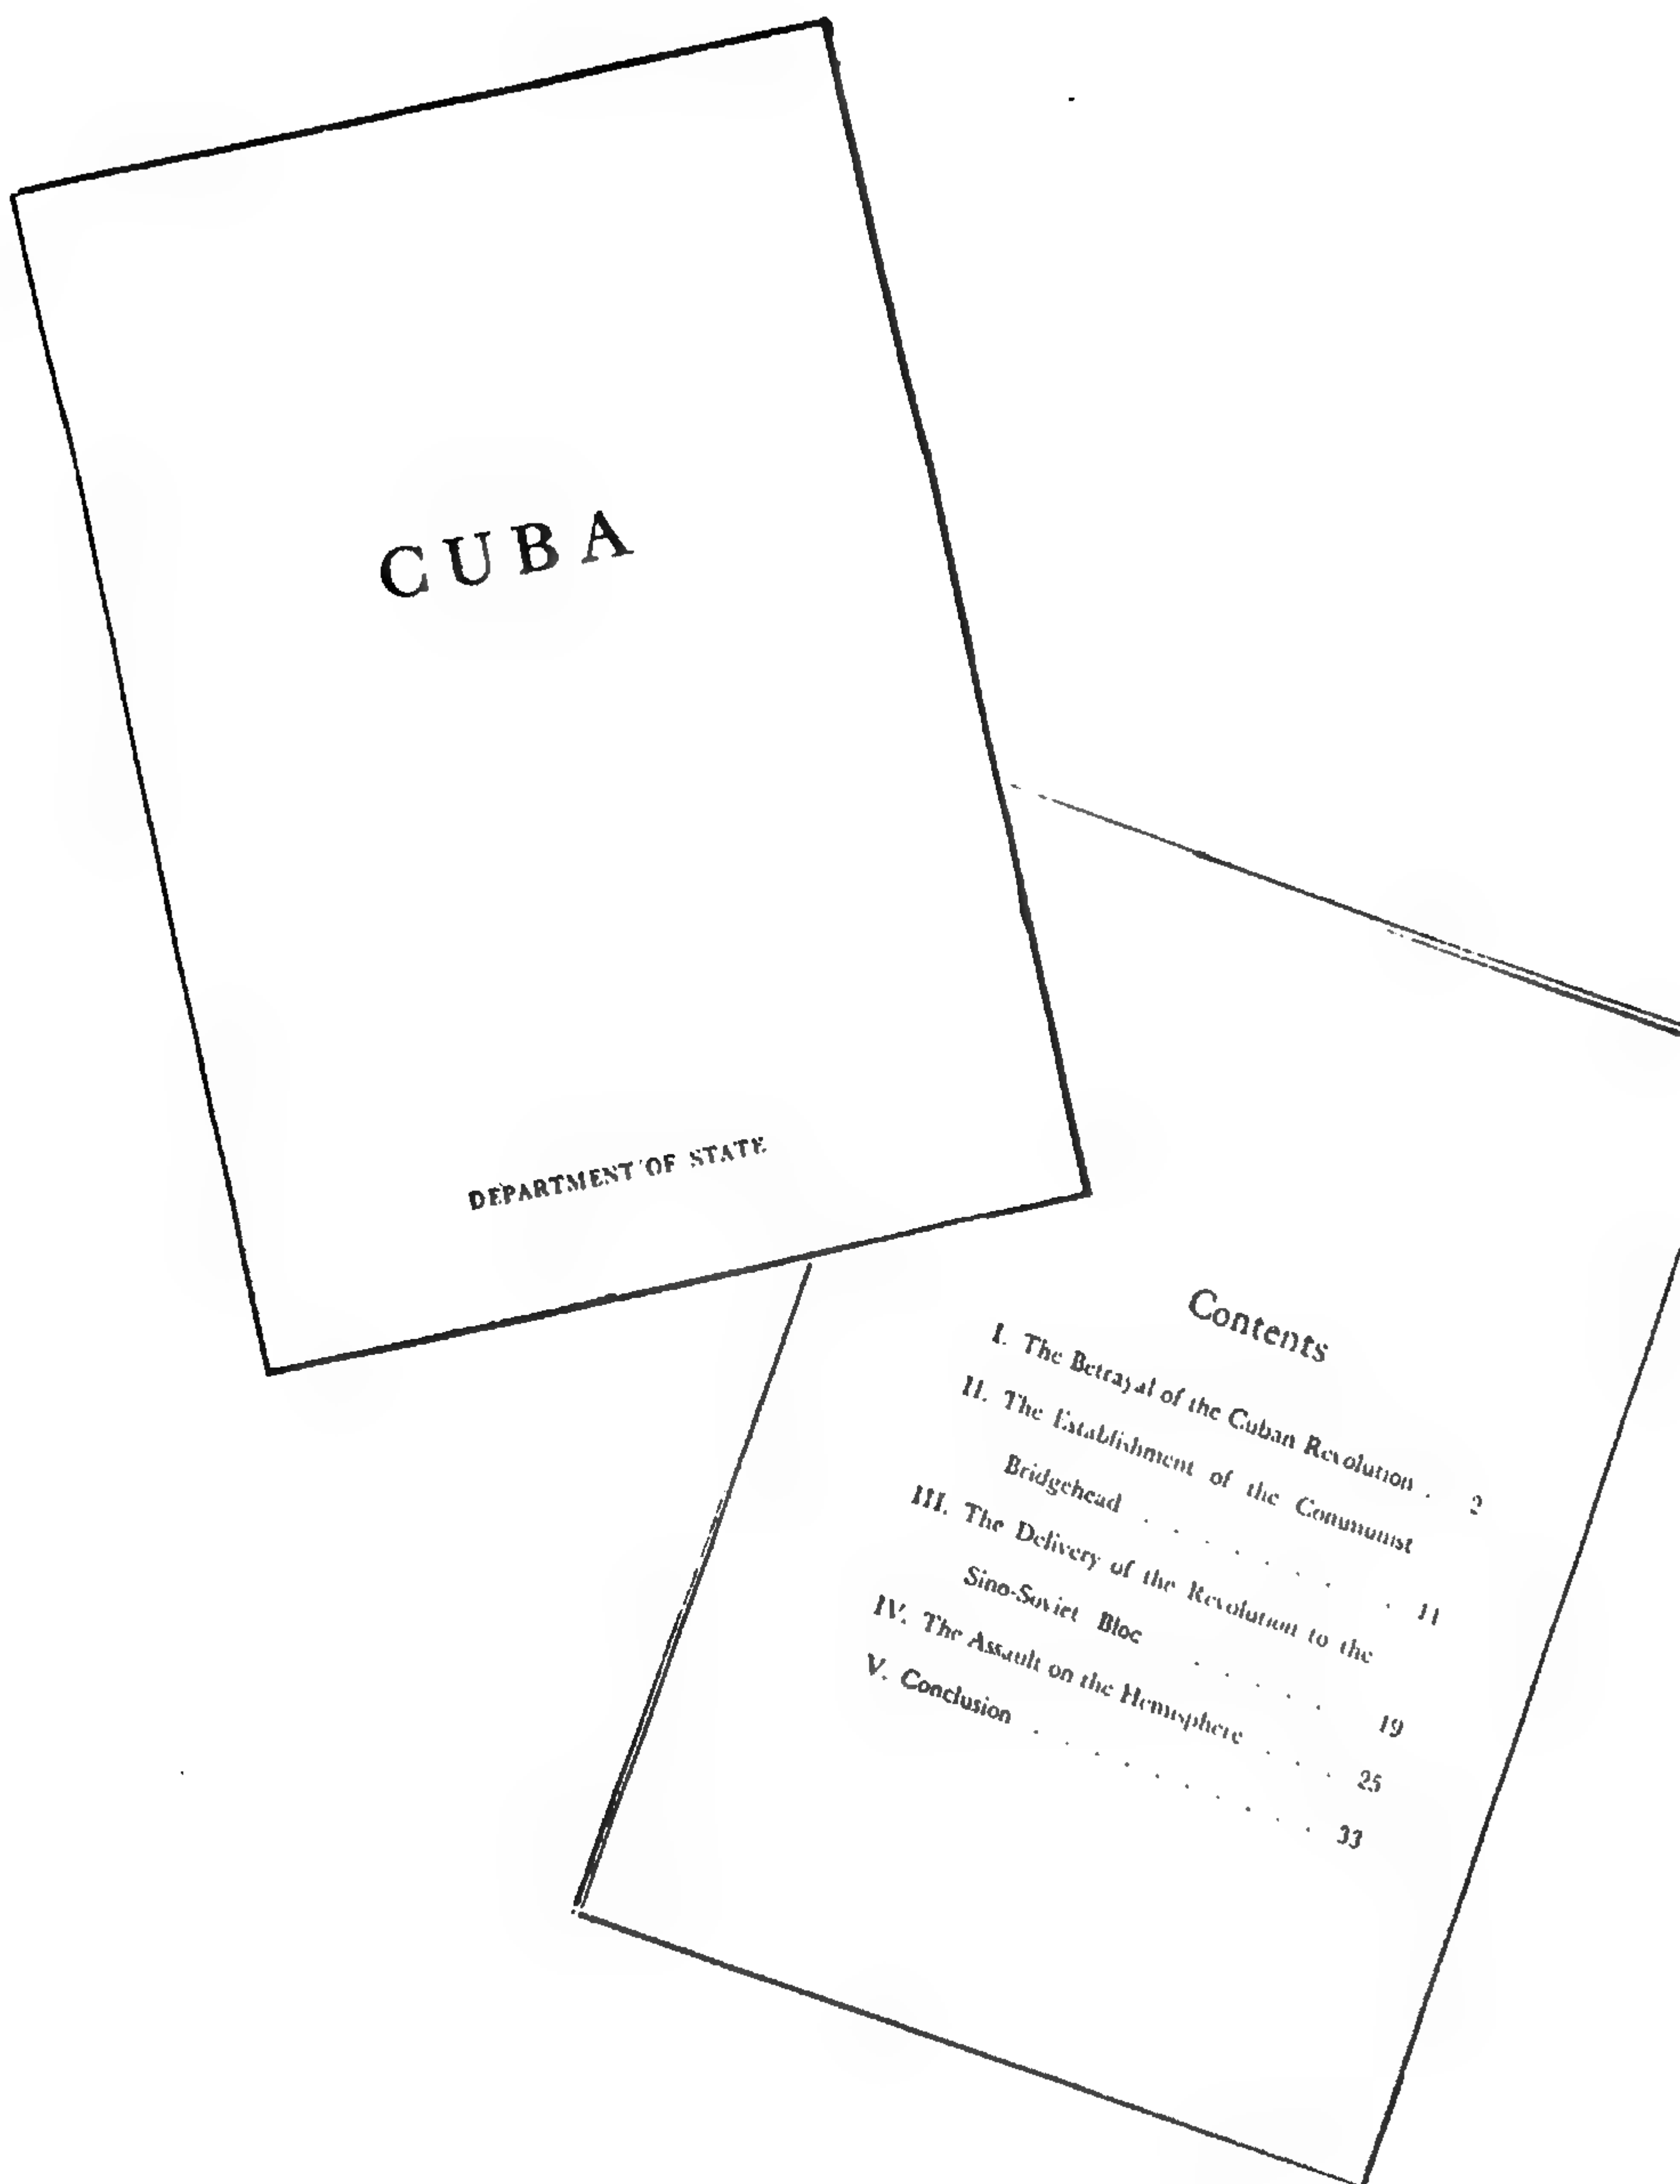 CUBA
DEPARTMENT OF STATE
Contents
I. The Betrayal of the Cuban Revolution . 2
II. The Establishment of the Communist
Bridgehead . . . . . . . . 11
III. The Delivery of the Revolution to the
Sino-Soviet Bloc . . . . . 19
IV. The Assault on the Hemisphere . . . 25
V. Conclusion . . . . . . . . . . 33